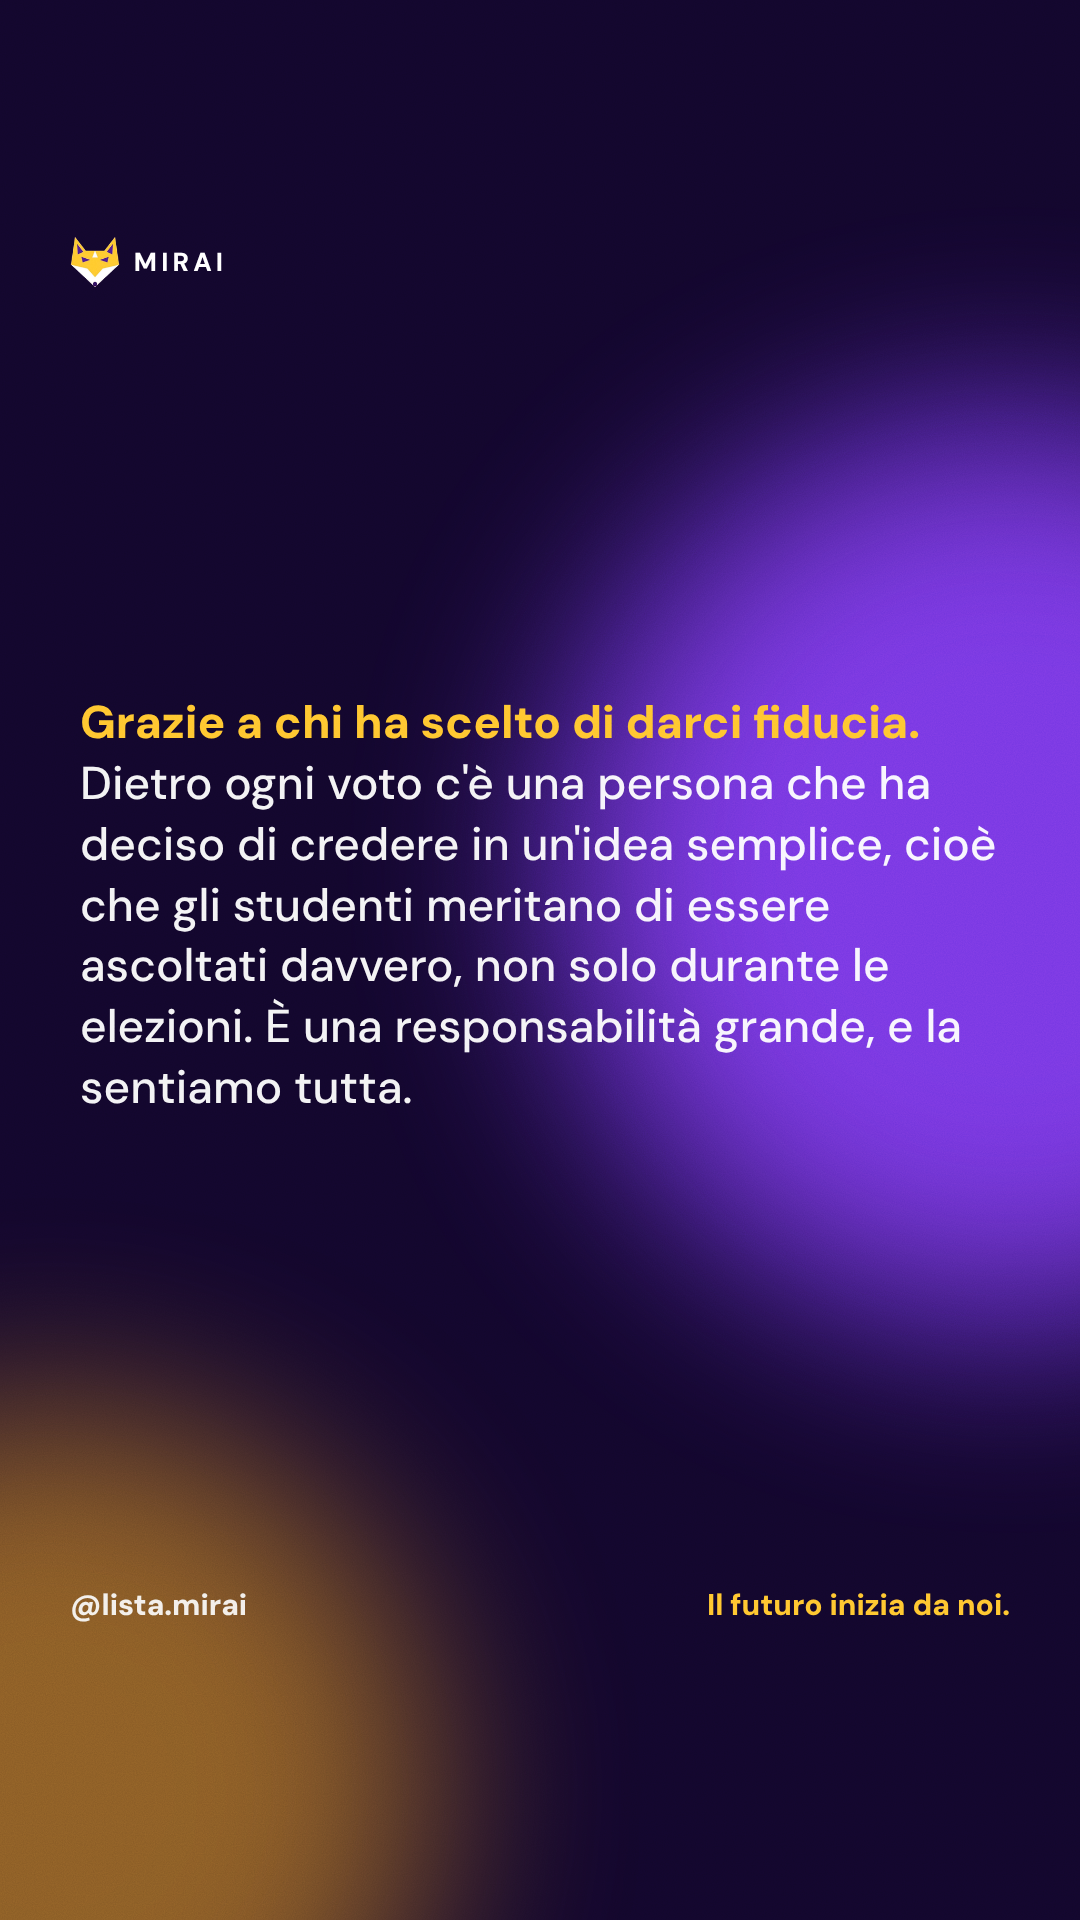 MIRAI
Grazie a chi ha scelto di darci fiducia.
Dietro ogni voto c'è una persona che ha
deciso di credere in un'idea semplice, cioè
che gli studenti meritano di essere
ascoltati davvero, non solo durante le
elezioni. È una responsabilità grande, e la
sentiamo tutta.
@lista.mirai
Il futuro inizia da noi.